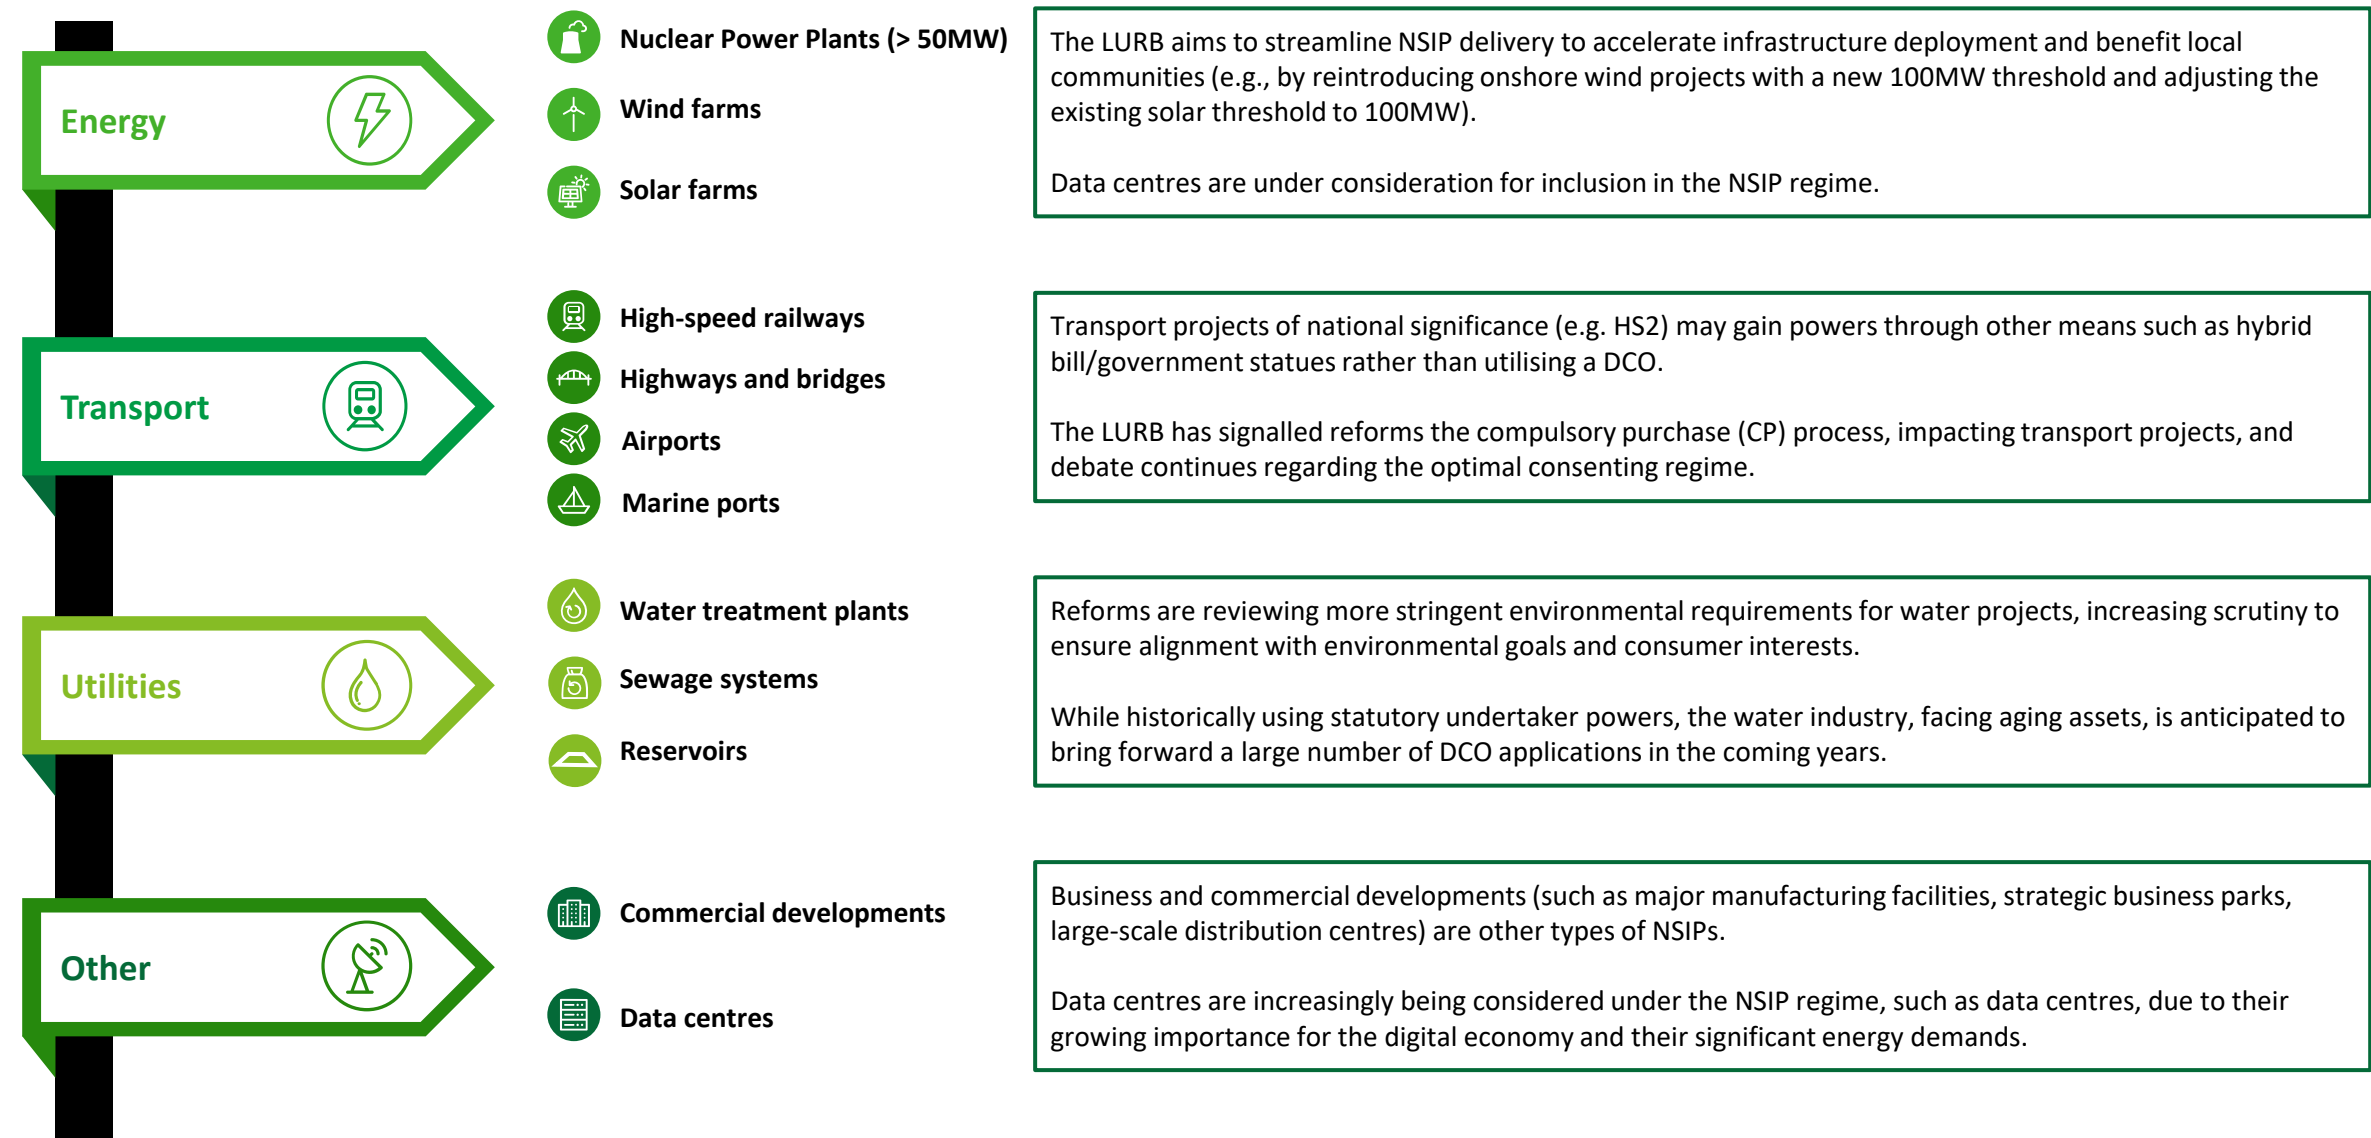 Energy
Nuclear Power Plants (> 50MW)
Wind farms
Solar farms
The LURB aims to streamline NSIP delivery to accelerate infrastructure deployment and benefit local
communities (e.g., by reintroducing onshore wind projects with a new 100MW threshold and adjusting the
existing solar threshold to 100MW).
Data centres are under consideration for inclusion in the NSIP regime.
Transport
High-speed railways
Highways and bridges
Airports
Marine ports
Transport projects of national significance (e.g. HS2) may gain powers through other means such as hybrid
bill/government statues rather than utilising a DCO.
The LURB has signalled reforms the compulsory purchase (CP) process, impacting transport projects, and
debate continues regarding the optimal consenting regime.
Utilities
Water treatment plants
Sewage systems
Reservoirs
Reforms are reviewing more stringent environmental requirements for water projects, increasing scrutiny to
ensure alignment with environmental goals and consumer interests.
While historically using statutory undertaker powers, the water industry, facing aging assets, is anticipated to
bring forward a large number of DCO applications in the coming years.
Other
Commercial developments
Data centres
Business and commercial developments (such as major manufacturing facilities, strategic business parks,
large-scale distribution centres) are other types of NSIPs.
Data centres are increasingly being considered under the NSIP regime, such as data centres, due to their
growing importance for the digital economy and their significant energy demands.